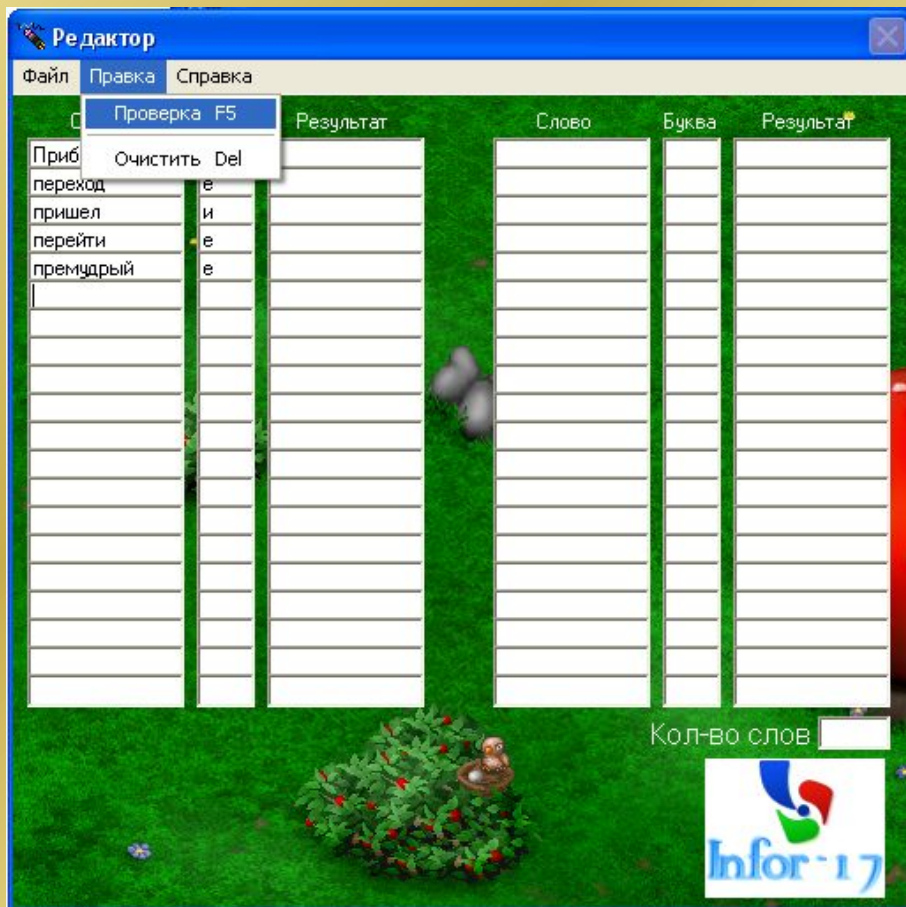 Редактор
Файл Правка Справка
Проверка F5
Очистить Del
Результат Слово Буква Результат
переход е
пришел и
перейти е
премудрый е
Кол-во слов
Infor-17